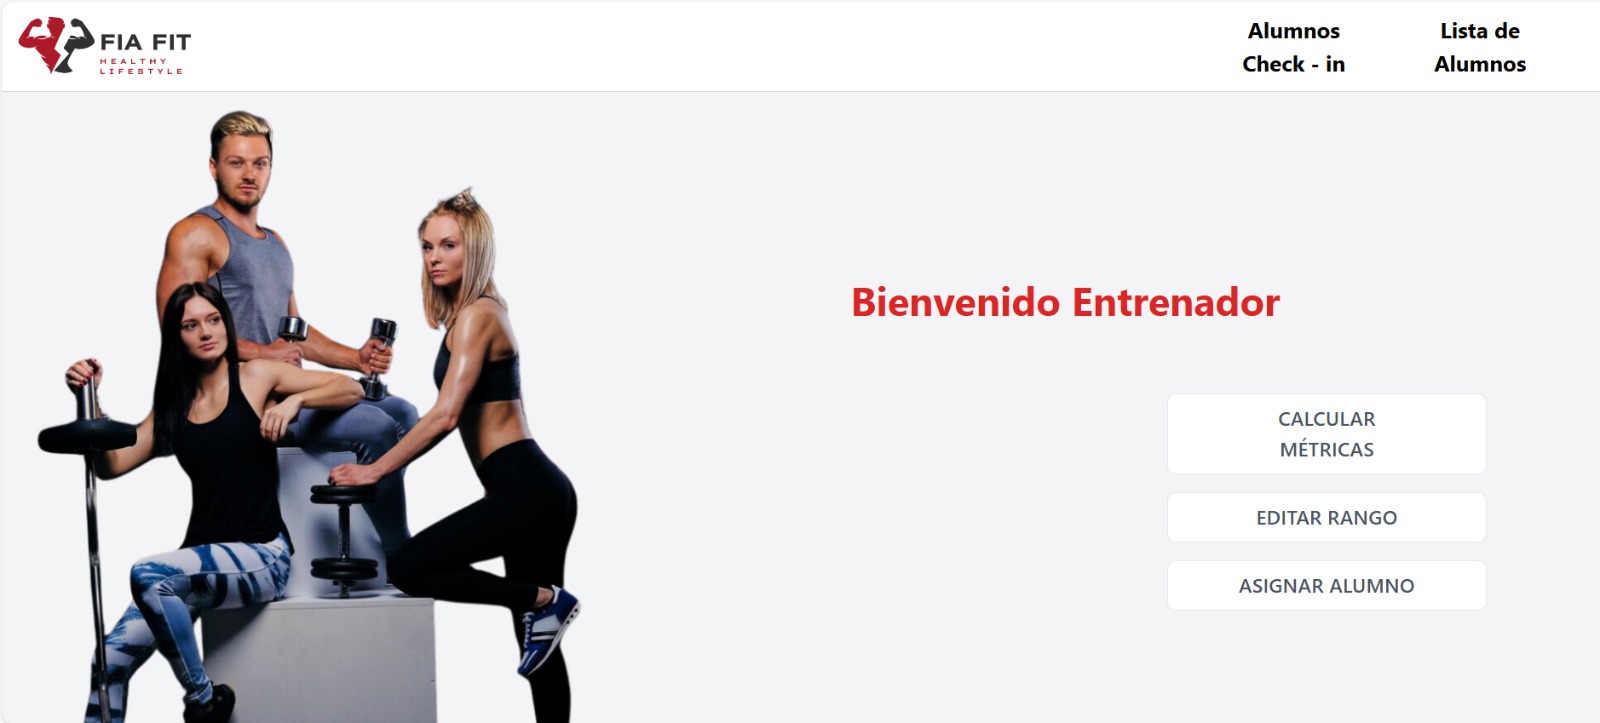 FIA FIT
HEALTHY
LIFESTYLE
Alumnos
Check - in
Lista de
Alumnos
Bienvenido Entrenador
CALCULAR
MÉTRICAS
EDITAR RANGO
ASIGNAR ALUMNO